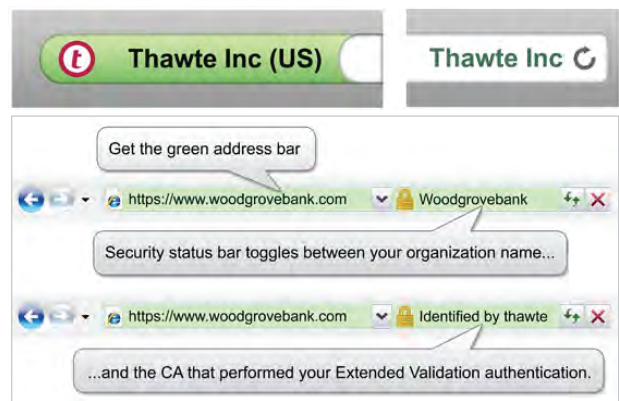 t Thawte Inc (US)
Thawte Inc
Get the green address bar
https://www.woodgrovebank.com Woodgrovebank
Security status bar toggles between your organization name...
https://www.woodgrovebank.com Identified by thawte
...and the CA that performed your Extended Validation authentication.